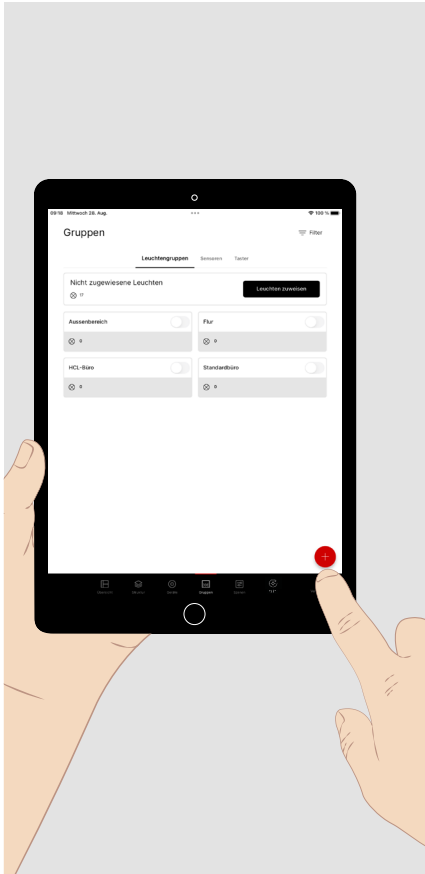 09:18 Mittwoch 28. Aug.
100 %
Gruppen
Filter
Leuchtengruppen Sensoren Taster
Nicht zugewiesene Leuchten
17
Leuchten zuweisen
Aussenbereich
0
Flur
0
HCL-Büro
0
Standardbüro
0
Gruppen